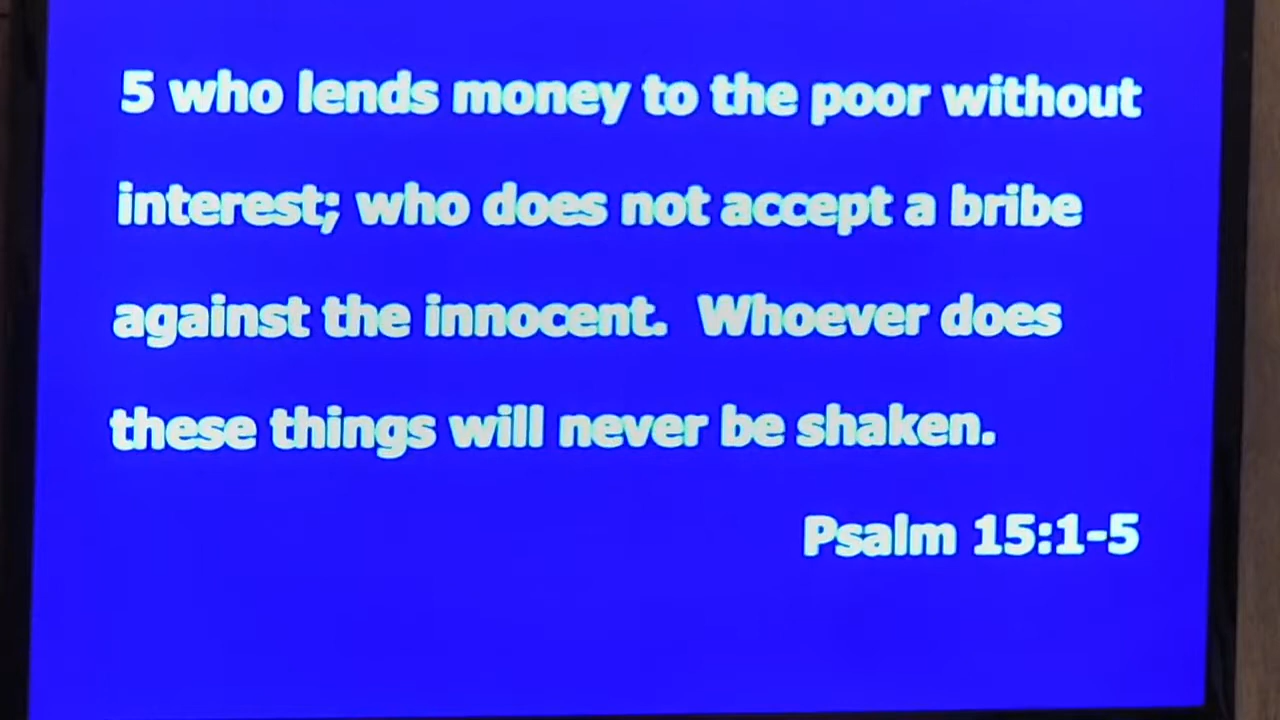 5 who lends money to the poor without
interest; who does not accept a bribe
against the innocent.  Whoever does
these things will never be shaken.
Psalm 15:1-5